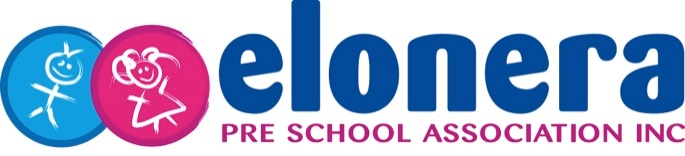 elonera
PRE SCHOOL ASSOCIATION INC